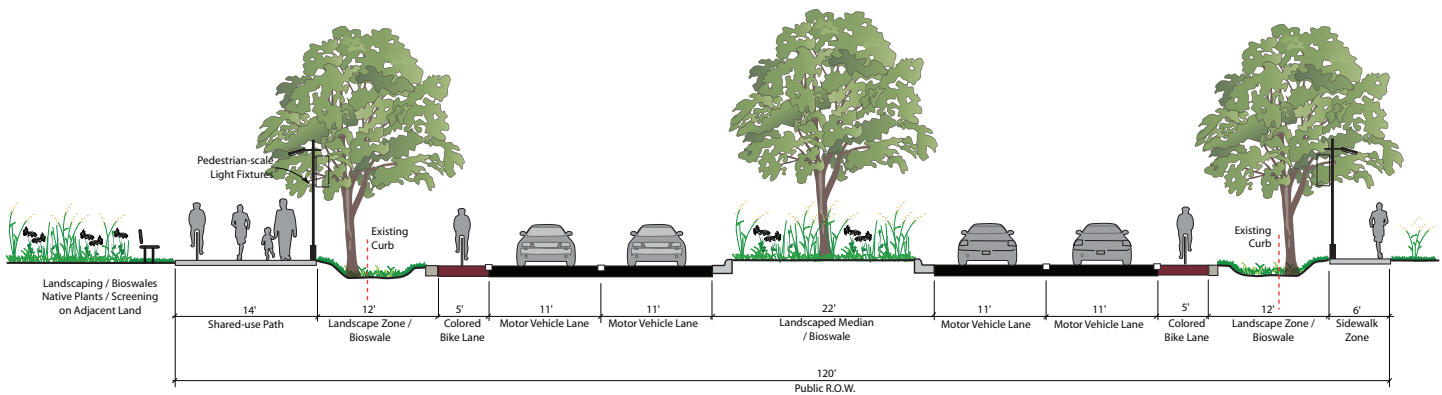 Pedestrian-scale
Light Fixtures
Existing
Curb
Existing
Curb
Landscaping / Bioswales
Native Plants / Screening
on Adjacent Land
14'
Shared-use Path
12'
Landscape Zone /
Bioswale
5'
Colored
Bike Lane
11'
Motor Vehicle Lane
11'
Motor Vehicle Lane
22'
Landscaped Median
/ Bioswale
11'
Motor Vehicle Lane
11'
Motor Vehicle Lane
5'
Colored
Bike Lane
12'
Landscape Zone /
Bioswale
6'
Sidewalk
Zone
120'
Public R.O.W.